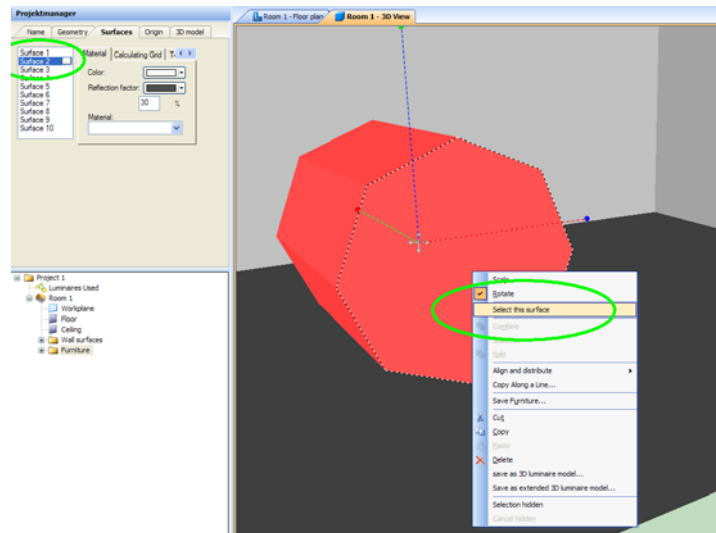 Projektmanager
Name Geometry Surfaces Origin 3D model
Surface 1
Surface 2
Surface 3
Surface 5
Surface 6
Surface 7
Surface 8
Surface 9
Surface 10
Material Calculating Grid
Color:
Reflection factor:
30 %
Material:
Project 1
Luminaires Used
Room 1
Workplane
Floor
Ceiling
Wall surfaces
Furniture
Room 1 - Floor plan Room 1 - 3D View
Scale
Rotate
Select this surface
Combine
Split
Align and distribute
Copy Along a Line...
Save Furniture...
Cut
Copy
Paste
Delete
save as 3D luminaire model...
Save as extended 3D luminaire model...
Selection hidden
Cancel hidden